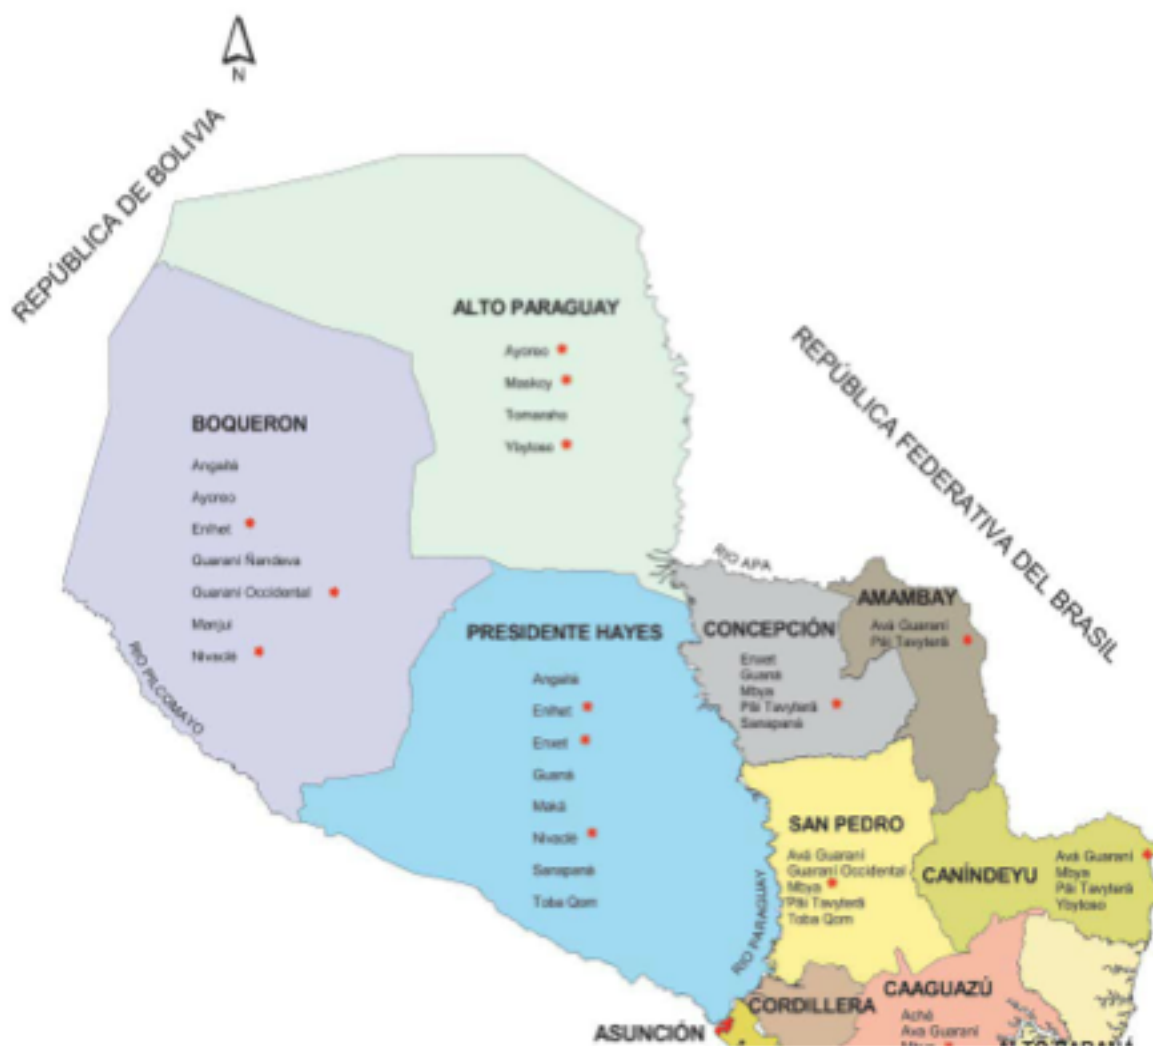 N
REPÚBLICA DE BOLIVIA
ALTO PARAGUAY
Ayoreo
Maskoy
Tomaraho
Ybytoso
REPÚBLICA FEDERATIVA DEL BRASIL
BOQUERON
Angaité
Ayoreo
Enlhet
Guaraní Ñandeva
Guaraní Occidental
Manjui
Nivaclé
RIO PILCOMAYO
RIO APA
AMAMBAY
Avá Guaraní
Pãi Tavyterã
PRESIDENTE HAYES
Angaité
Enlhet
Enxet
Guaná
Maká
Nivaclé
Sanapaná
Toba Qom
CONCEPCIÓN
Enxet
Guaná
Mbya
Pãi Tavyterã
Sanapaná
SAN PEDRO
Avá Guaraní
Guaraní Occidental
Mbya
Pãi Tavyterã
Toba Qom
CANÍNDEYU
Avá Guaraní
Mbya
Pãi Tavyterã
Ybytoso
RIO PARAGUAY
CORDILLERA
CAAGUAZÚ
Aché
Ava Guaraní
Mbya
ASUNCIÓN
ALTO PARANÁ